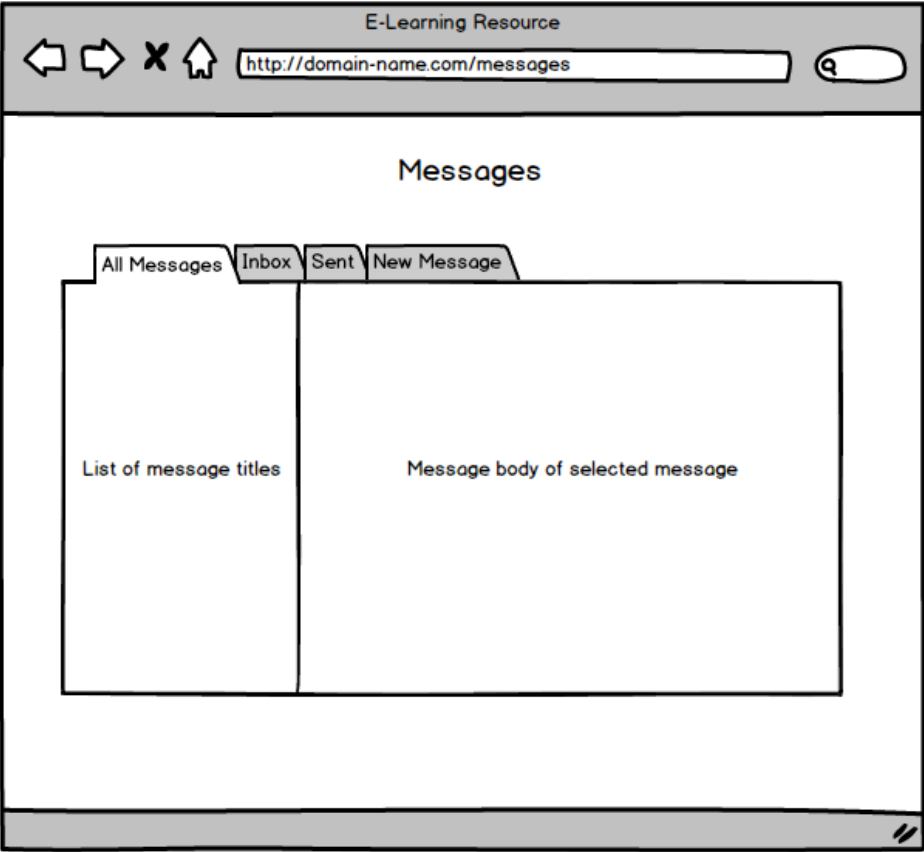 E-Learning Resource
http://domain-name.com/messages
Messages
All Messages Inbox Sent New Message
List of message titles Message body of selected message